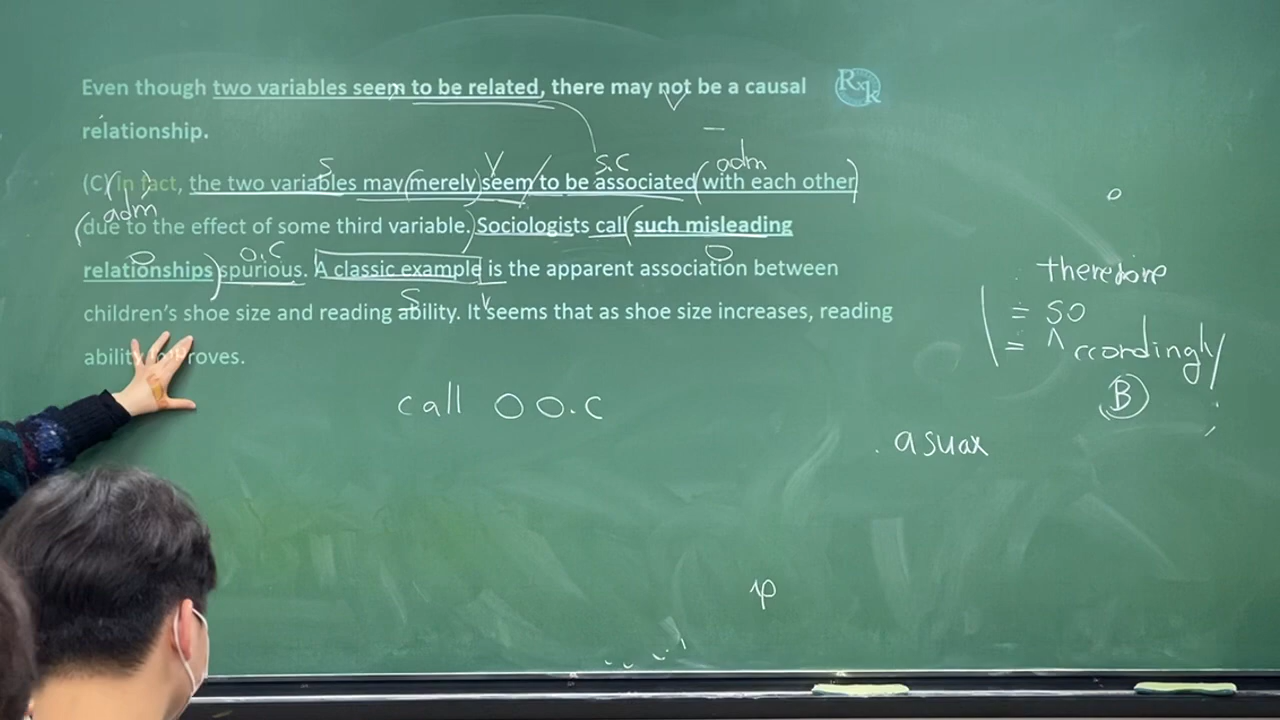 Even though two variables seem to be related, there may not be a causal
relationship.
S V S.C adm
(C) In fact, the two variables may merely seem to be associated with each other
adm
due to the effect of some third variable. Sociologists call such misleading
O O.C O
relationships spurious. A classic example is the apparent association between
S V
children's shoe size and reading ability. It seems that as shoe size increases, reading
ability improves.
call O O.C
therefore
= so
= Accordingly
B
RxK